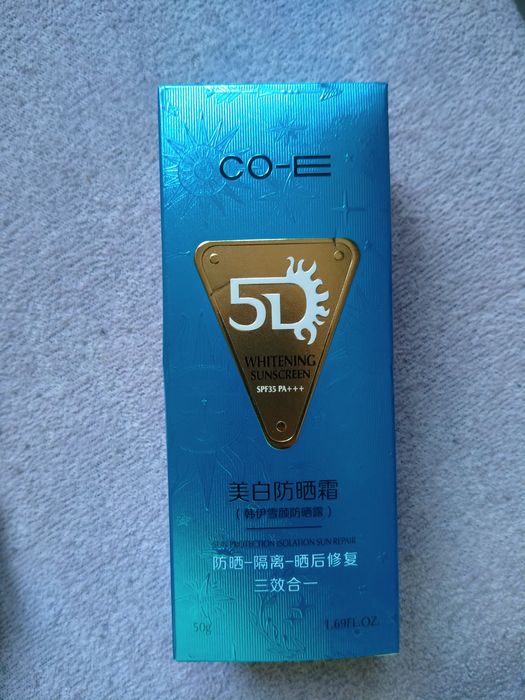 CO-E
5D
WHITENING
SUNSCREEN
SPF35 PA+++
美白防晒霜
(韩伊雪颜防晒露)
SUN PROTECTION ISOLATION SUN REPAIR
防晒-隔离-晒后修复
三效合一
50g 1.69FL.OZ.